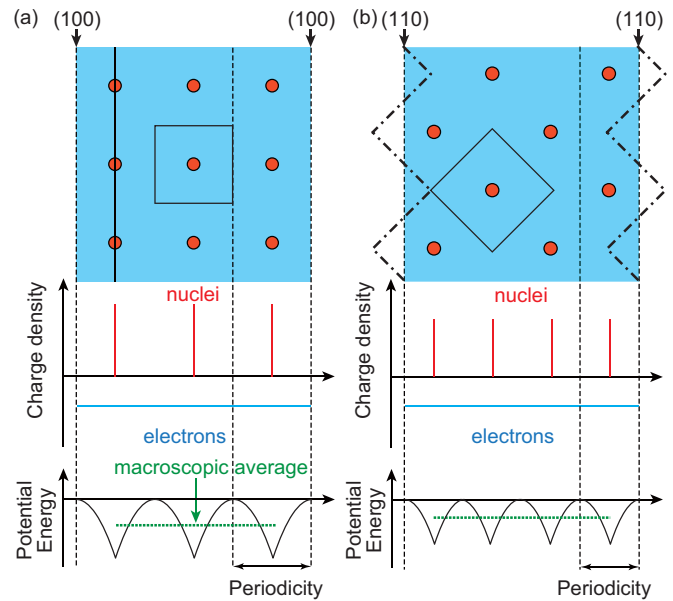 (a)
(100)
(100)
nuclei
Charge density
electrons
macroscopic average
Potential
Energy
Periodicity
(b)
(110)
(110)
nuclei
Charge density
electrons
Potential
Energy
Periodicity